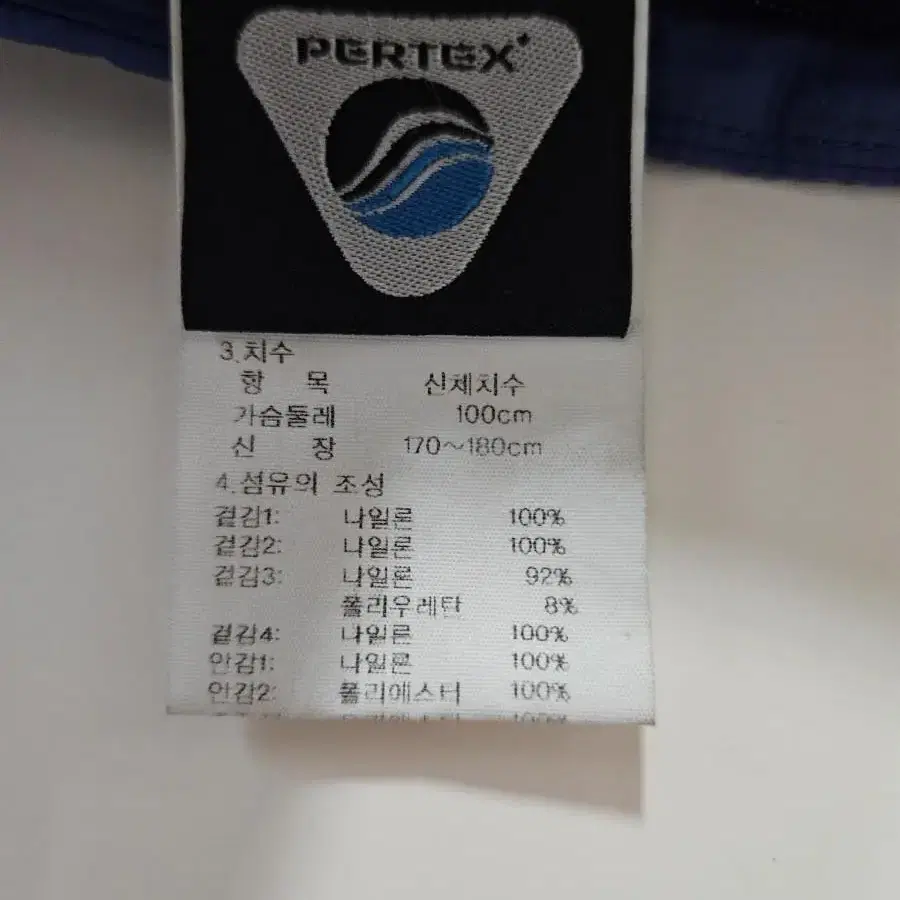 PERTEX
3.치수
항 목 신체치수
가슴둘레 100cm
신 장 170~180cm
4.섬유의 조성
겉감1: 나일론 100%
겉감2: 나일론 100%
겉감3: 나일론 92%
폴리우레탄 8%
겉감4: 나일론 100%
안감1: 나일론 100%
안감2: 폴리에스터 100%